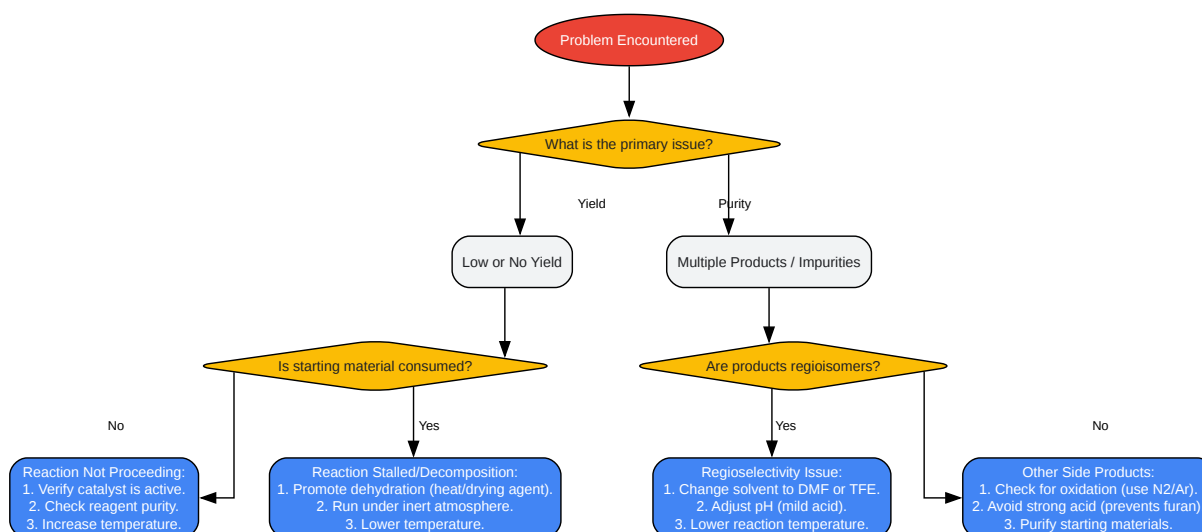 Problem Encountered
What is the primary issue?
Yield
Purity
Low or No Yield
Multiple Products / Impurities
Is starting material consumed?
Are products regioisomers?
No
Yes
Yes
No
Reaction Not Proceeding:
1. Verify catalyst is active.
2. Check reagent purity.
3. Increase temperature.
Reaction Stalled/Decomposition:
1. Promote dehydration (heat/drying agent).
2. Run under inert atmosphere.
3. Lower temperature.
Regioselectivity Issue:
1. Change solvent to DMF or TFE.
2. Adjust pH (mild acid).
3. Lower reaction temperature.
Other Side Products:
1. Check for oxidation (use N2/Ar).
2. Avoid strong acid (prevents furan)
3. Purify starting materials.